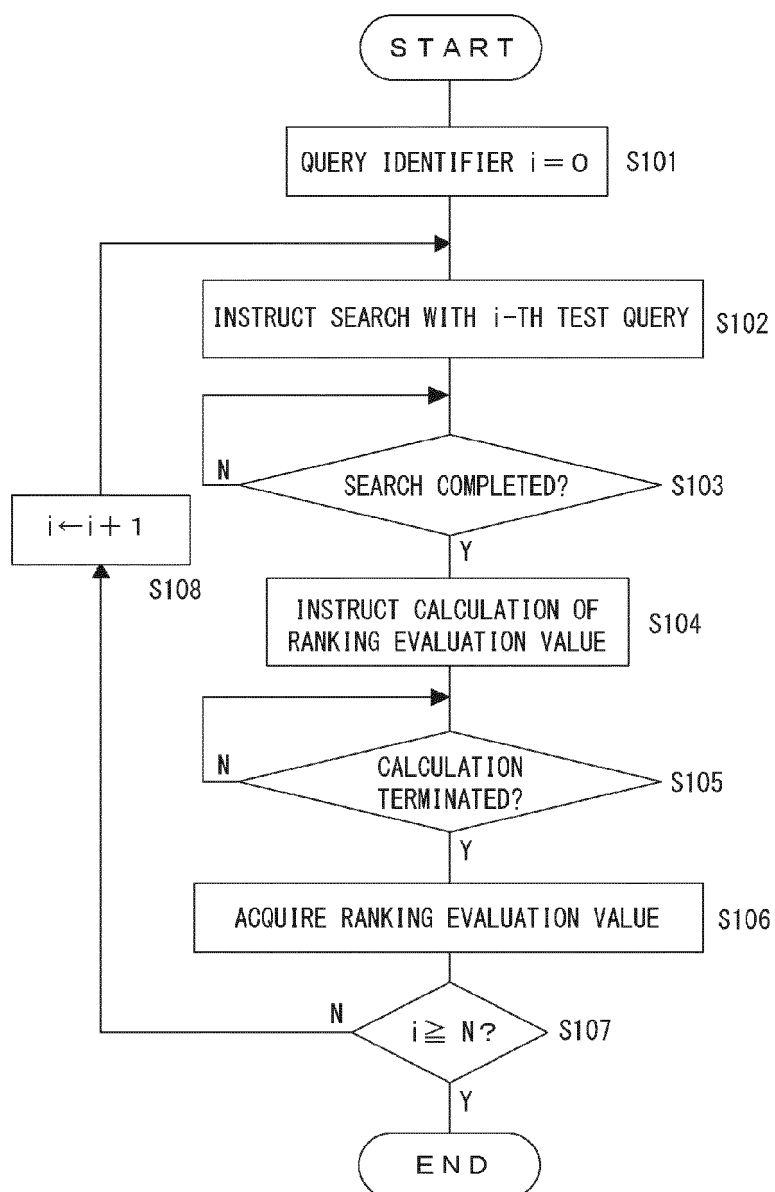 START
QUERY IDENTIFIER i=0
S101
INSTRUCT SEARCH WITH i-TH TEST QUERY
S102
N
SEARCH COMPLETED?
S103
i←i+1
S108
Y
INSTRUCT CALCULATION OF
RANKING EVALUATION VALUE
S104
N
CALCULATION
TERMINATED?
S105
Y
ACQUIRE RANKING EVALUATION VALUE
S106
N
i≧N?
S107
Y
END